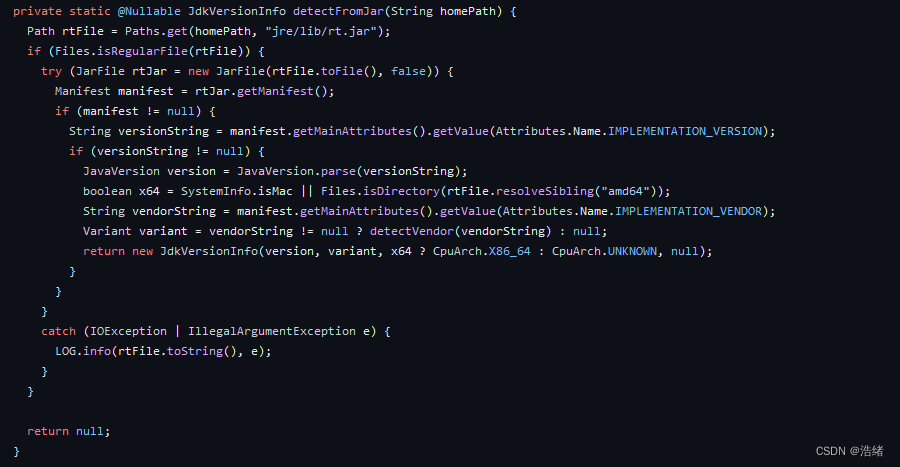 private static @Nullable JdkVersionInfo detectFromJar(String homePath) {
  Path rtFile = Paths.get(homePath, "jre/lib/rt.jar");
  if (Files.isRegularFile(rtFile)) {
    try (JarFile rtJar = new JarFile(rtFile.toFile(), false)) {
      Manifest manifest = rtJar.getManifest();
      if (manifest != null) {
        String versionString = manifest.getMainAttributes().getValue(Attributes.Name.IMPLEMENTATION_VERSION);
        if (versionString != null) {
          JavaVersion version = JavaVersion.parse(versionString);
          boolean x64 = SystemInfo.isMac || Files.isDirectory(rtFile.resolveSibling("amd64"));
          String vendorString = manifest.getMainAttributes().getValue(Attributes.Name.IMPLEMENTATION_VENDOR);
          Variant variant = vendorString != null ? detectVendor(vendorString) : null;
          return new JdkVersionInfo(version, variant, x64 ? CpuArch.X86_64 : CpuArch.UNKNOWN, null);
        }
      }
    }
    catch (IOException | IllegalArgumentException e) {
      LOG.info(rtFile.toString(), e);
    }
  }

  return null;
}
CSDN @浩绪